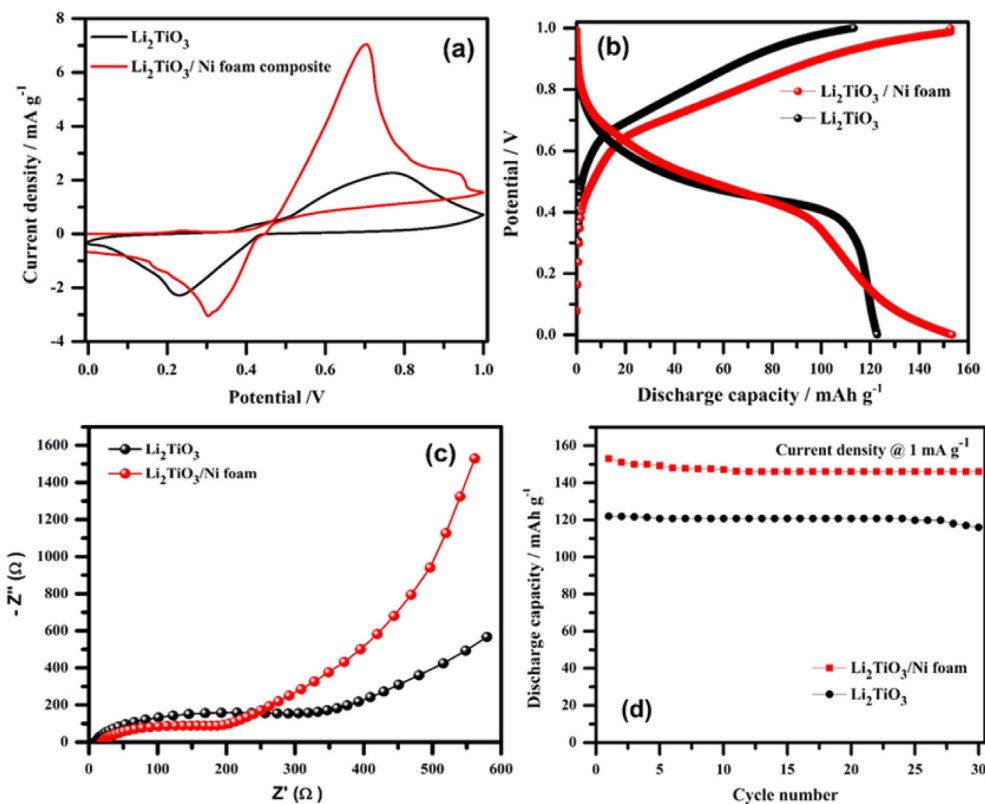 (a)
Li₂TiO₃
Li₂TiO₃/ Ni foam composite
8
6
4
2
0
-2
-4
Current density / mA g⁻¹
0.0 0.2 0.4 0.6 0.8 1.0
Potential /V
(b)
Li₂TiO₃ / Ni foam
Li₂TiO₃
1.0
0.8
0.6
0.4
0.2
0.0
Potential / V
0 20 40 60 80 100 120 140 160
Discharge capacity / mAh g⁻¹
(c)
Li₂TiO₃
Li₂TiO₃/Ni foam
1600
1400
1200
1000
800
600
400
200
0
- Z'' (Ω)
0 100 200 300 400 500 600
Z' (Ω)
Current density @ 1 mA g⁻¹
160
140
120
100
80
60
40
20
0
Discharge capacity / mAh g⁻¹
Li₂TiO₃/Ni foam
Li₂TiO₃
(d)
0 5 10 15 20 25 30
Cycle number